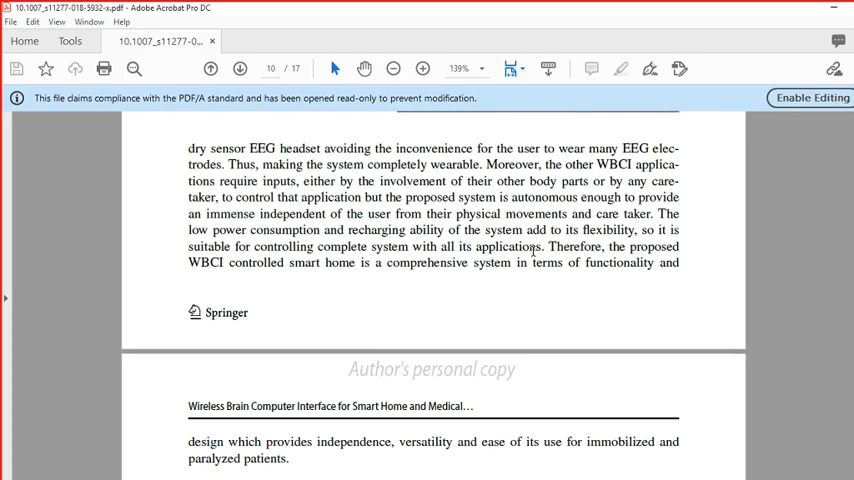 10.1007_s11277-018-5932-x.pdf - Adobe Acrobat Pro DC
File Edit View Window Help
Home Tools 10.1007_s11277-0... ×
10 / 17 139%
This file claims compliance with the PDF/A standard and has been opened read-only to prevent modification. Enable Editing
dry sensor EEG headset avoiding the inconvenience for the user to wear many EEG elec-
trodes. Thus, making the system completely wearable. Moreover, the other WBCI applica-
tions require inputs, either by the involvement of their other body parts or by any care-
taker, to control that application but the proposed system is autonomous enough to provide
an immense independent of the user from their physical movements and care taker. The
low power consumption and recharging ability of the system add to its flexibility, so it is
suitable for controlling complete system with all its applications. Therefore, the proposed
WBCI controlled smart home is a comprehensive system in terms of functionality and
Springer
Author's personal copy
Wireless Brain Computer Interface for Smart Home and Medical…
design which provides independence, versatility and ease of its use for immobilized and
paralyzed patients.